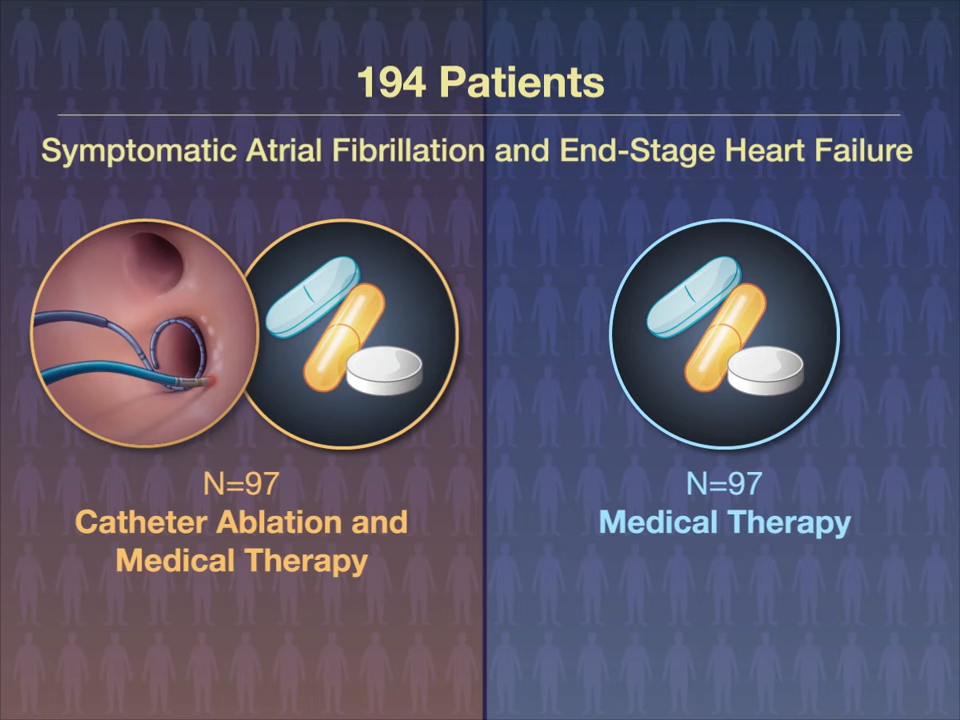 194 Patients
Symptomatic Atrial Fibrillation and End-Stage Heart Failure
N=97
Catheter Ablation and
Medical Therapy
N=97
Medical Therapy